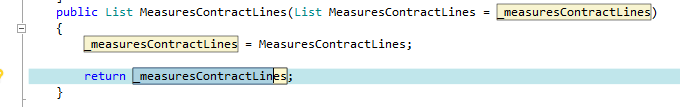 }
public List MeasuresContractLines(List MeasuresContractLines = _measuresContractLines)
{
_measuresContractLines = MeasuresContractLines;
return _measuresContractLines;
}